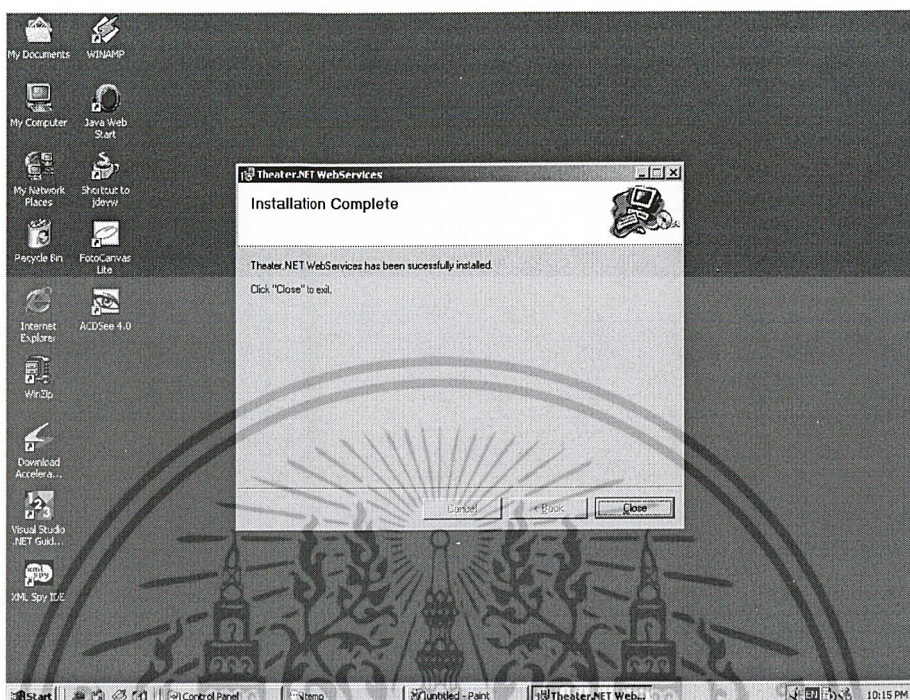 My Documents
WINAMP
My Computer
Java Web
Start
My Network
Places
Shortcut to
jdevw
Recycle Bin
FotoCanvas
Lite
Internet
Explorer
ACDSee 4.0
WinZip
Download
Accelera...
Visual Studio
.NET Guid...
XML Spy IDE
Theater.NET WebServices
Installation Complete
Theater.NET WebServices has been sucessfully installed.
Click "Close" to exit.
Cancel
< Back
Close
Start
Control Panel
temp
untitled - Paint
Theater.NET Web...
10:15 PM